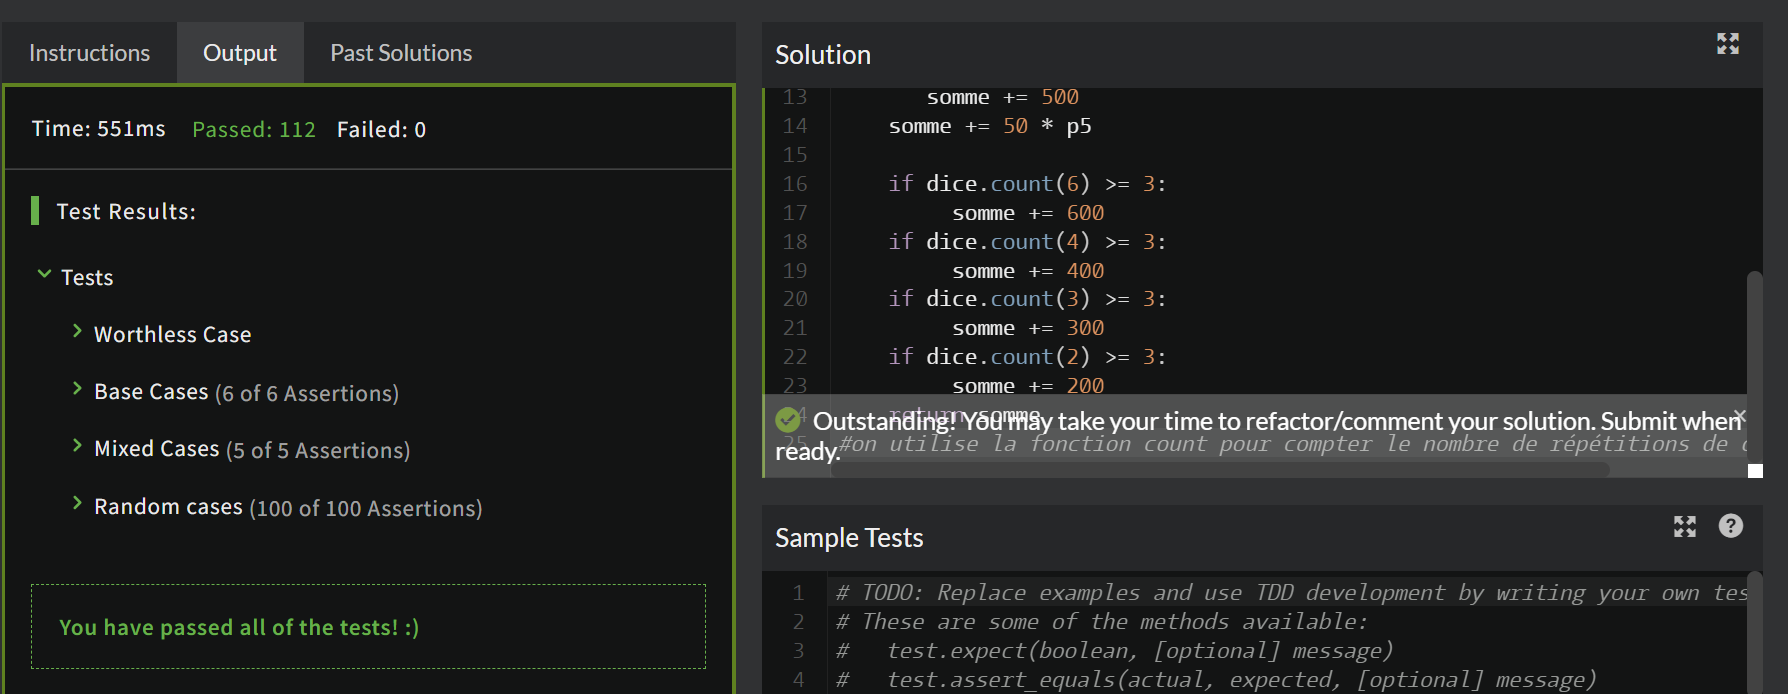 Instructions Output Past Solutions
Time: 551ms Passed: 112 Failed: 0
Test Results:
Tests
Worthless Case
Base Cases (6 of 6 Assertions)
Mixed Cases (5 of 5 Assertions)
Random cases (100 of 100 Assertions)
You have passed all of the tests! :)
Solution
13 somme += 500
14 somme += 50 * p5
15
16 if dice.count(6) >= 3:
17 somme += 600
18 if dice.count(4) >= 3:
19 somme += 400
20 if dice.count(3) >= 3:
21 somme += 300
22 if dice.count(2) >= 3:
23 somme += 200
24 return somme
Outstanding! You may take your time to refactor/comment your solution. Submit when
ready.
25 #on utilise la fonction count pour compter le nombre de répétitions de
Sample Tests
1 # TODO: Replace examples and use TDD development by writing your own tes
2 # These are some of the methods available:
3 # test.expect(boolean, [optional] message)
4 # test.assert_equals(actual, expected, [optional] message)